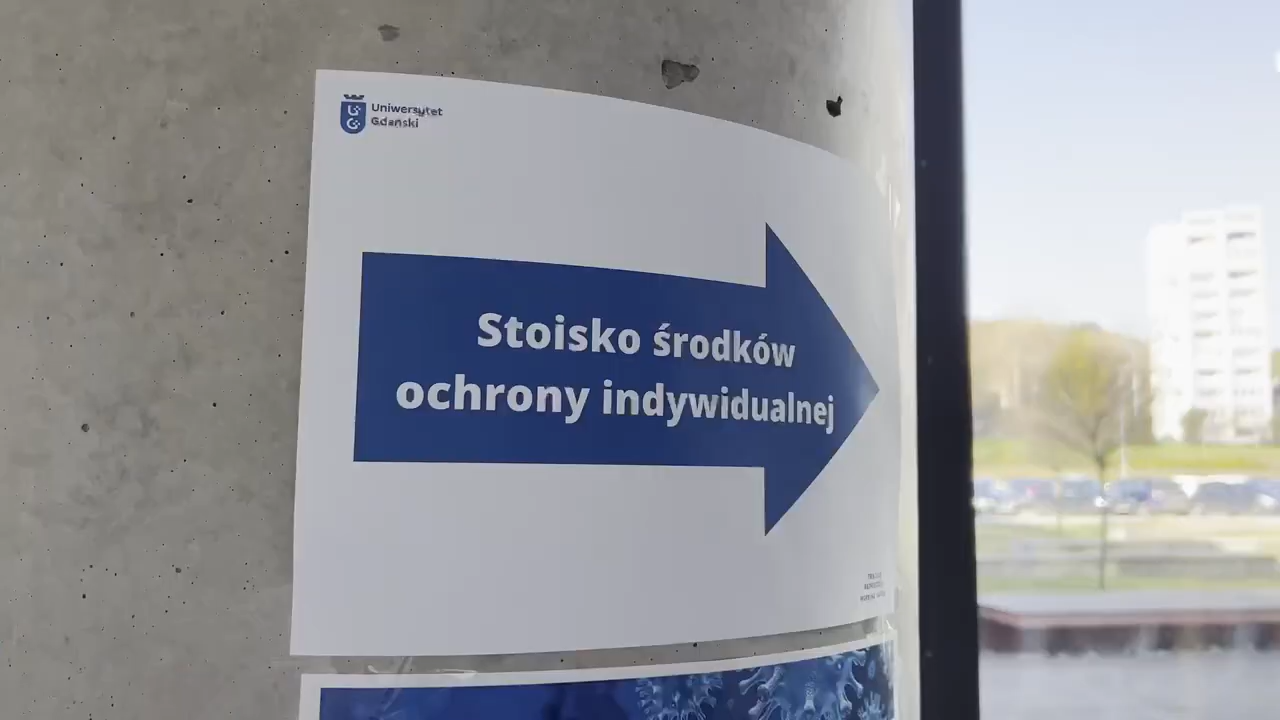 Uniwersytet
Gdański
Stoisko środków
ochrony indywidualnej